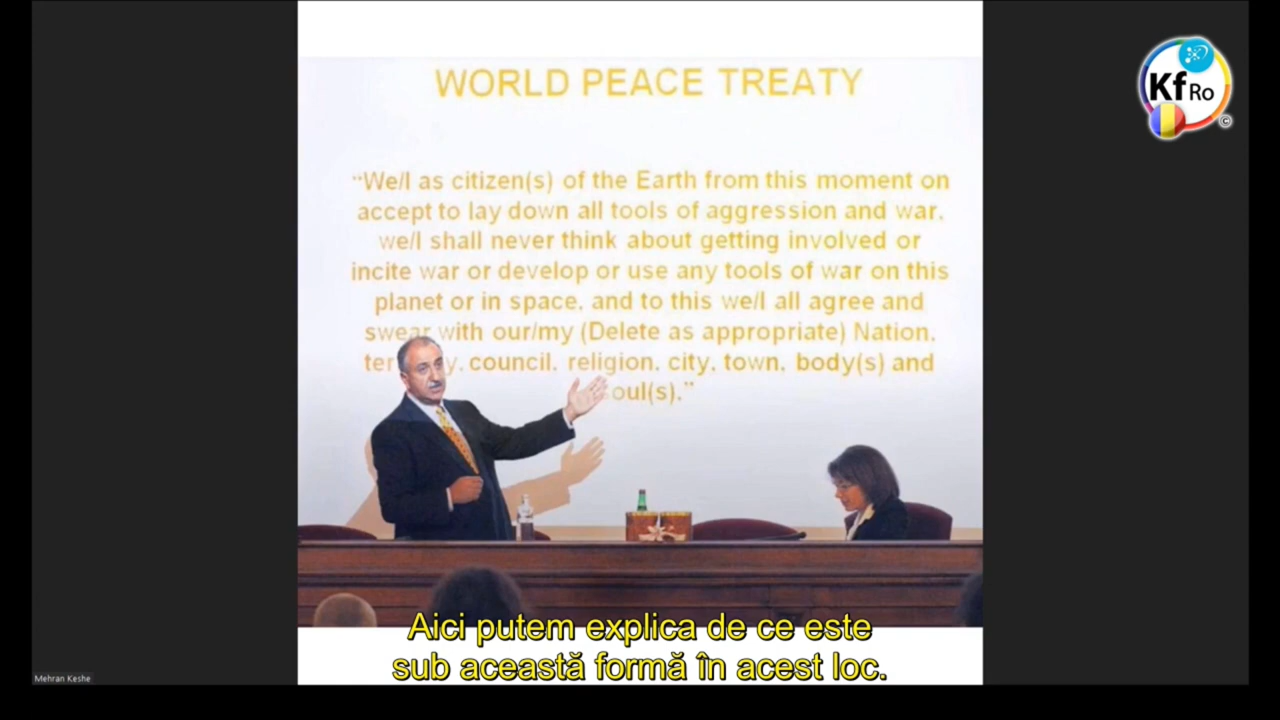 WORLD PEACE TREATY
Kf Ro
©
“We/I as citizen(s) of the Earth from this moment on
accept to lay down all tools of aggression and war,
we/I shall never think about getting involved or
incite war or develop or use any tools of war on this
planet or in space, and to this we/I all agree and
swear with our/my (Delete as appropriate) Nation,
council, religion, city, town, body(s) and
oul(s).”
Aici putem explica de ce este
sub această formă în acest loc.
Mehran Keshe